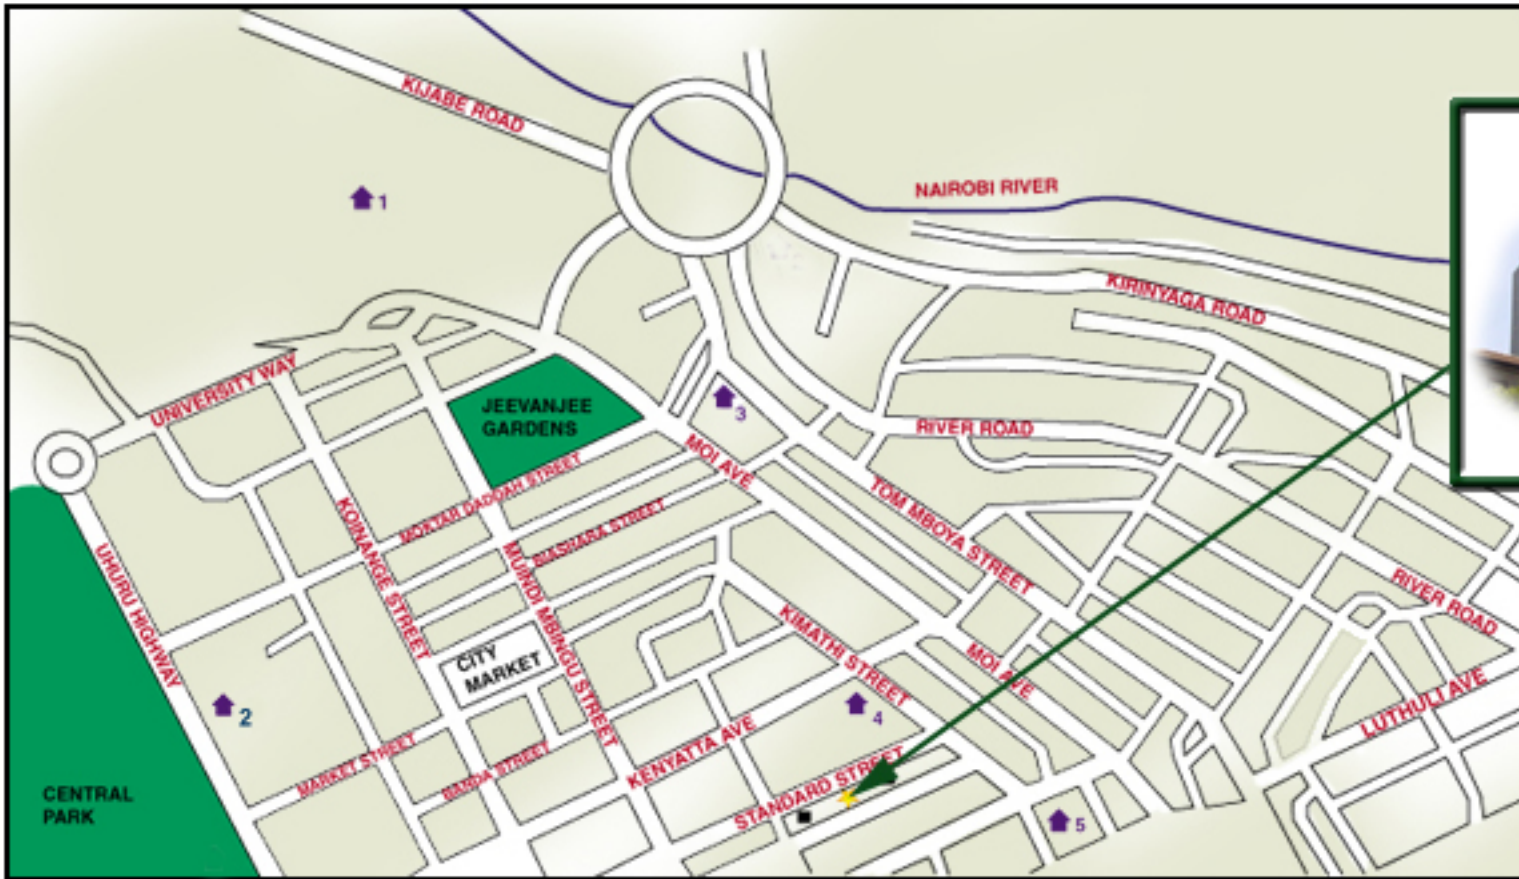 KIJABE ROAD
NAIROBI RIVER
1
KIRINYAGA ROAD
UNIVERSITY WAY
JEEVANJEE
GARDENS
3
RIVER ROAD
MOI AVE
MOKTAR DADDAH STREET
TOM MBOYA STREET
KOINANGE STREET
BIASHARA STREET
UHURU HIGHWAY
MUINDI MBINGU STREET
RIVER ROAD
CITY
MARKET
KIMATHI STREET
MOI AVE
2
4
LUTHULI AVE
MARKET STREET
BANDA STREET
KENYATTA AVE
STANDARD STREET
CENTRAL
PARK
5